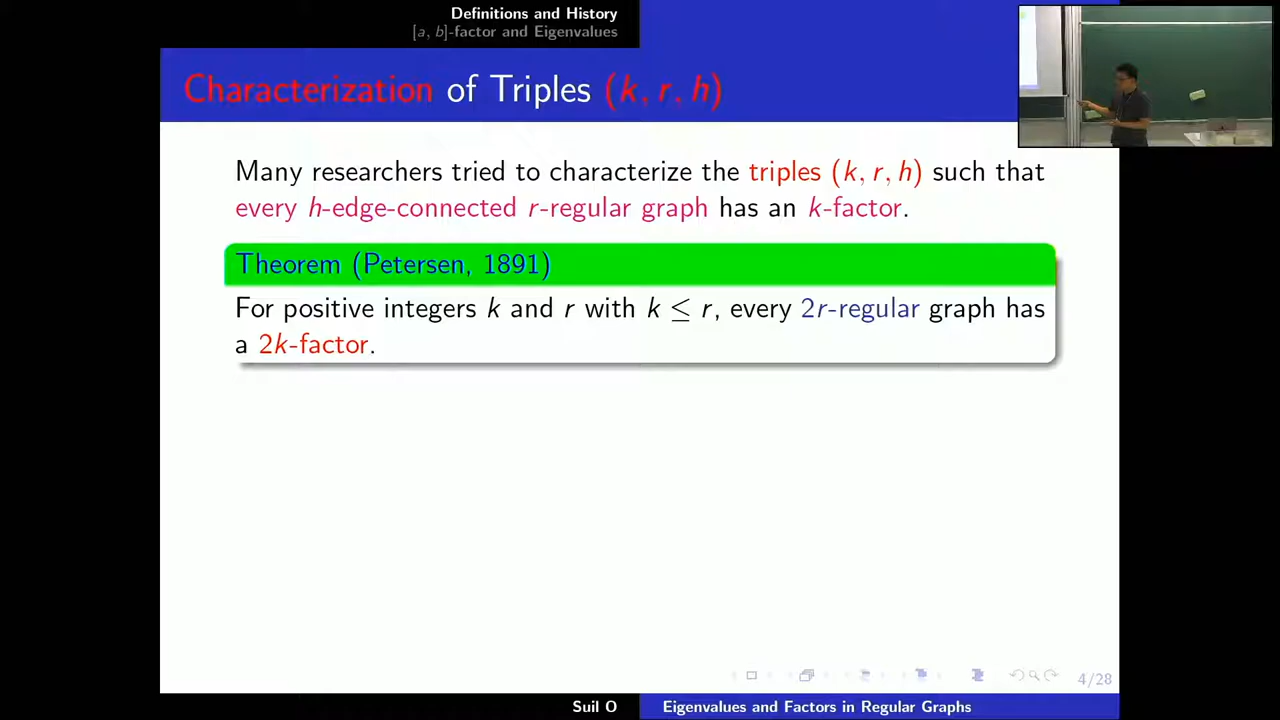 Definitions and History
[a, b]-factor and Eigenvalues
Characterization of Triples (k, r, h)
Many researchers tried to characterize the triples (k, r, h) such that
every h-edge-connected r-regular graph has an k-factor.
Theorem (Petersen, 1891)
For positive integers k and r with k ≤ r, every 2r-regular graph has
a 2k-factor.
4/28
Suil O
Eigenvalues and Factors in Regular Graphs